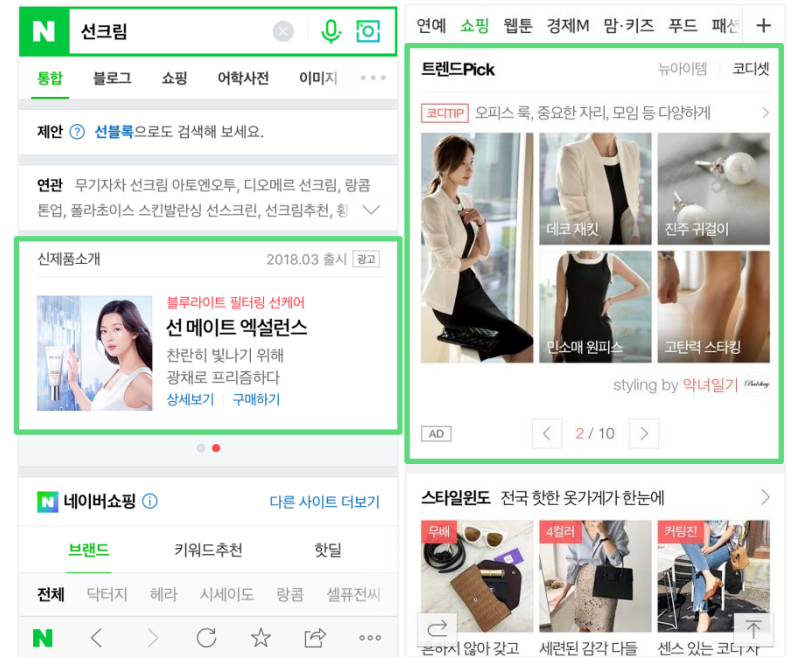 N 선크림
통합 블로그 쇼핑 어학사전 이미지
제안 ? 선블록으로도 검색해 보세요.
연관 무기자차 선크림 아토엔오투, 디오메르 선크림, 랑콤
톤업, 폴라초이스 스킨발란싱 선스크린, 선크림추천, 황
신제품소개 2018.03 출시 광고
블루라이트 필터링 선케어
선 메이트 엑설런스
찬란히 빛나기 위해
광채로 프리즘하다
상세보기 구매하기
N 네이버쇼핑 다른 사이트 더보기
브랜드 키워드추천 핫딜
전체 닥터지 헤라 시세이도 랑콤 셀퓨전씨
N
연예 쇼핑 웹툰 경제M 맘·키즈 푸드 패션 +
트렌드Pick 뉴아이템 코디셋
코디TIP 오피스 룩, 중요한 자리, 모임 등 다양하게
데코 재킷 진주 귀걸이
민소매 원피스 고탄력 스타킹
styling by 악녀일기
AD < 2 / 10 >
스타일윈도 전국 핫한 옷가게가 한눈에
무배 4컬러 커팅진
흔하지 않아 갖고 세련된 감각 다들 센스 있는 코디